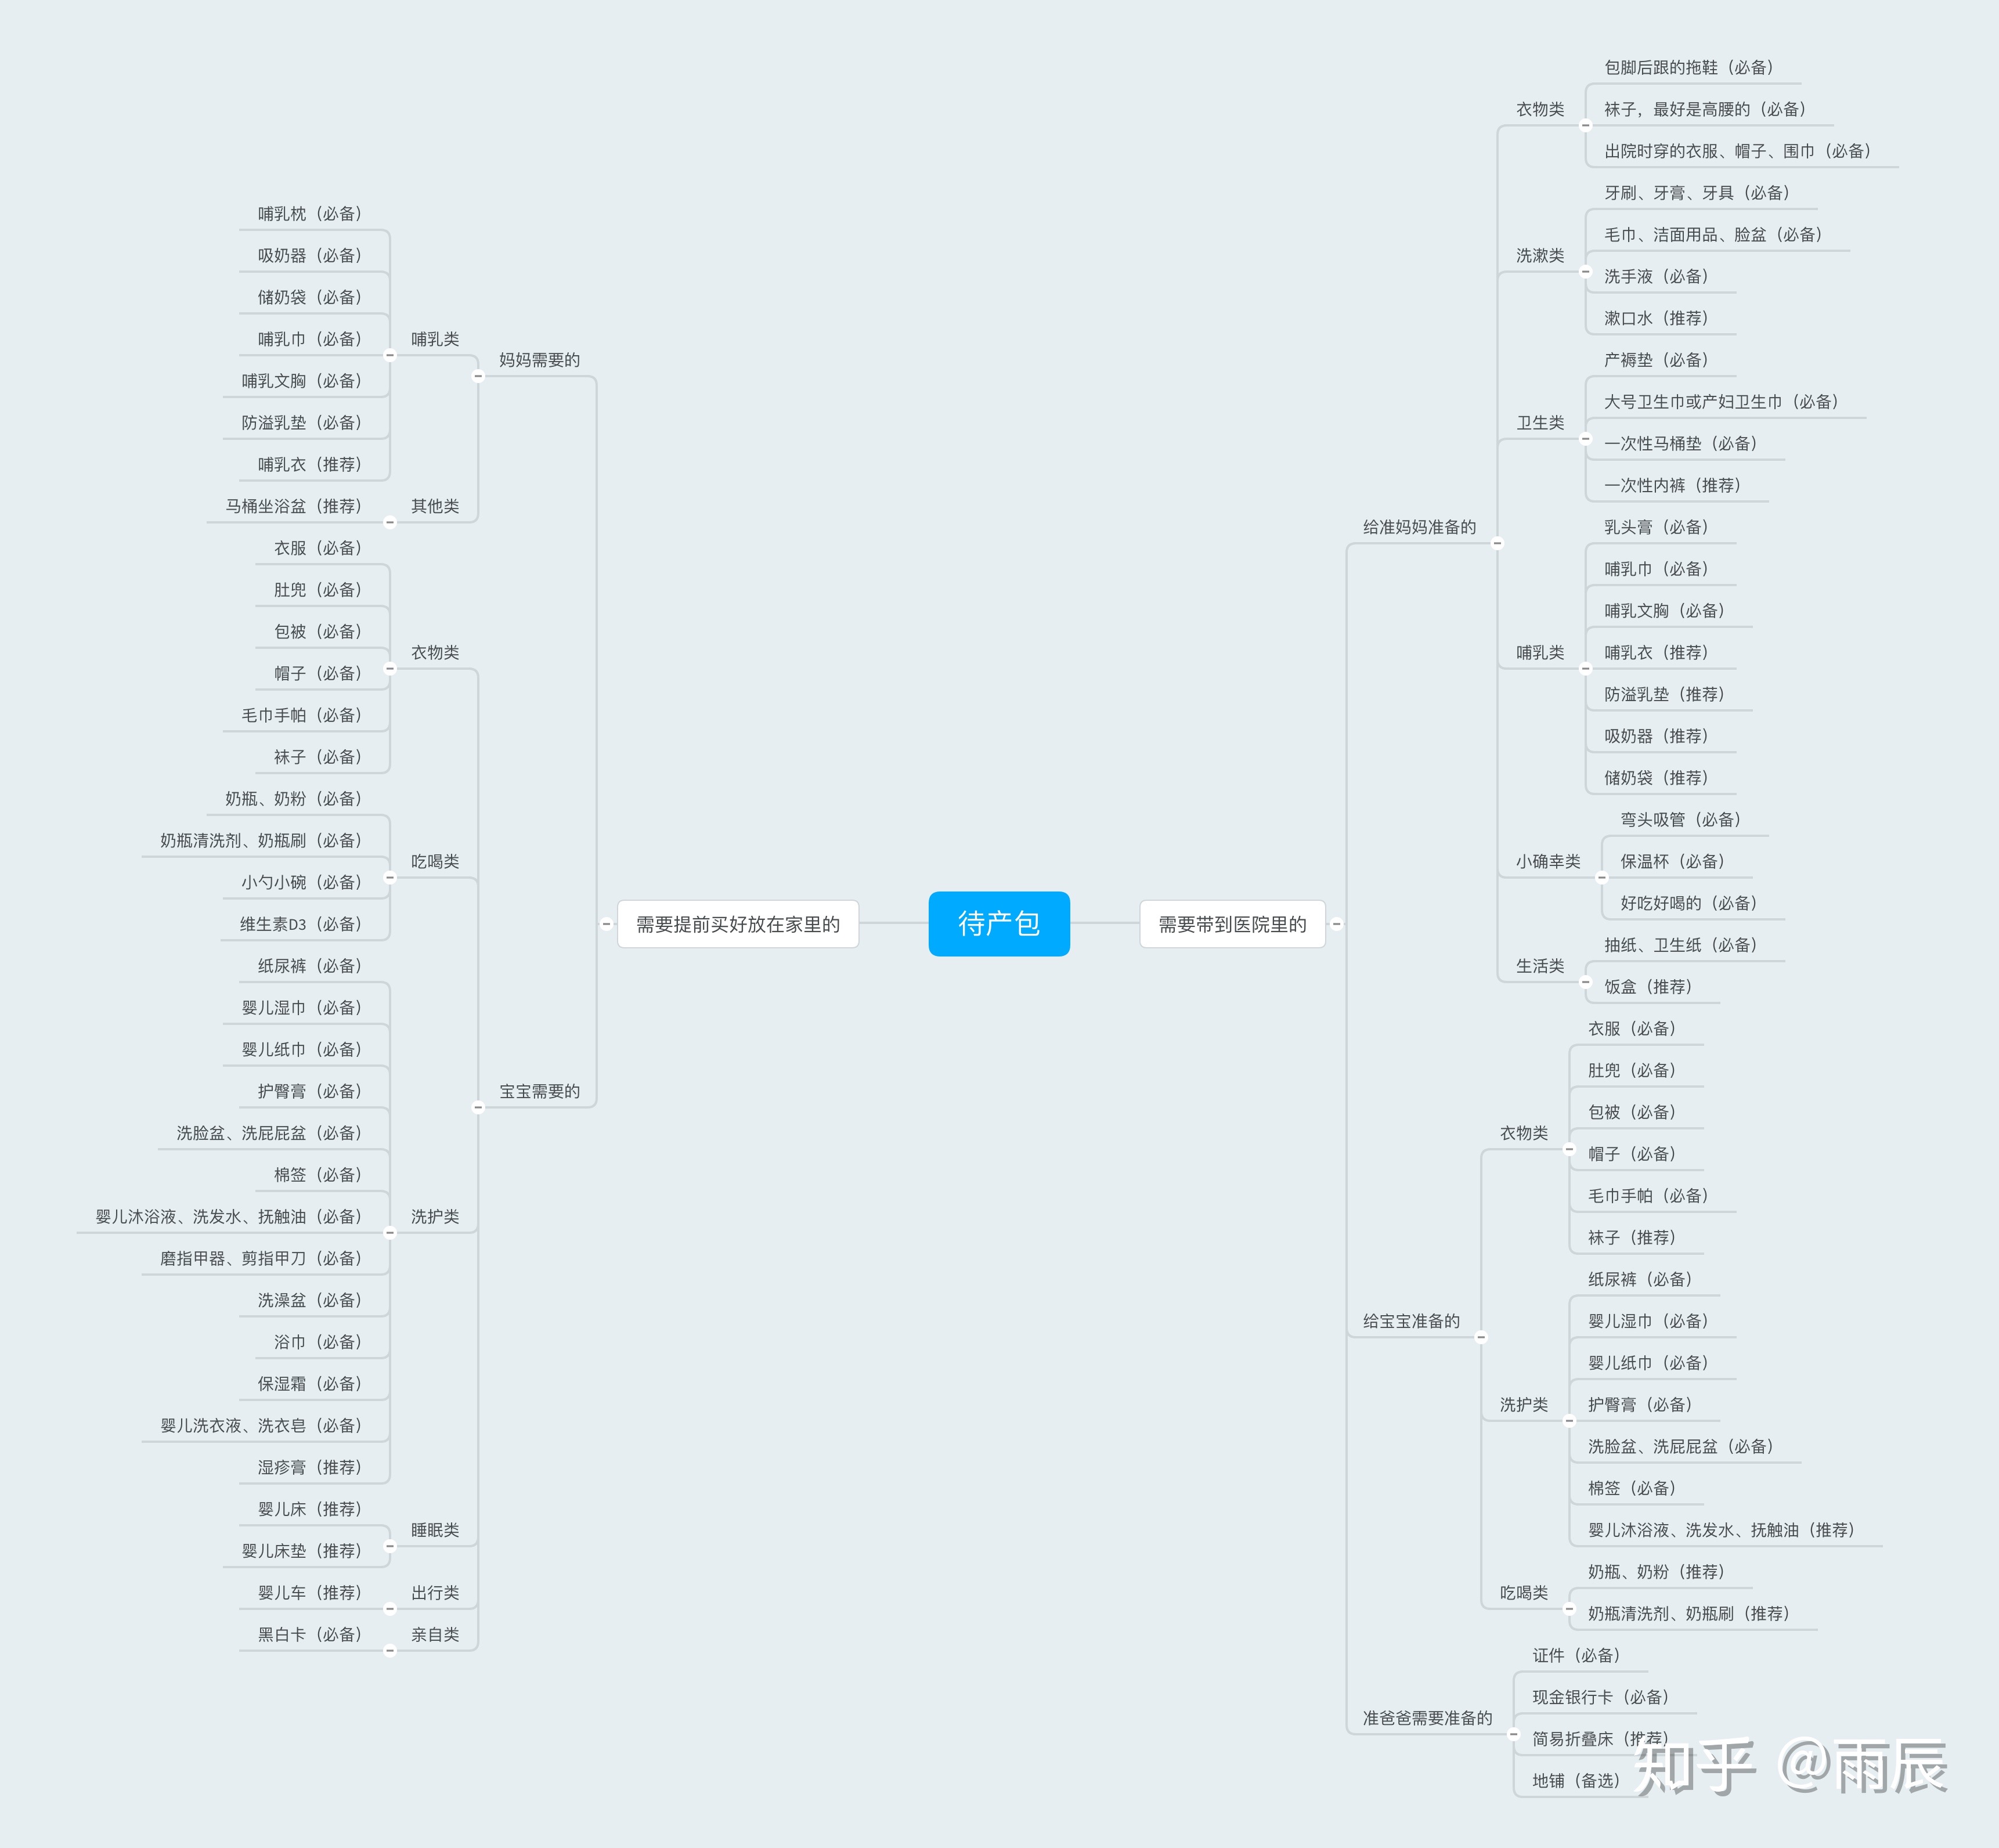 待产包
需要提前买好放在家里的
妈妈需要的
哺乳类
哺乳枕（必备）
吸奶器（必备）
储奶袋（必备）
哺乳巾（必备）
哺乳文胸（必备）
防溢乳垫（必备）
哺乳衣（推荐）
其他类
马桶坐浴盆（推荐）
宝宝需要的
衣物类
衣服（必备）
肚兜（必备）
包被（必备）
帽子（必备）
毛巾手帕（必备）
袜子（必备）
吃喝类
奶瓶、奶粉（必备）
奶瓶清洗剂、奶瓶刷（必备）
小勺小碗（必备）
维生素D3（必备）
洗护类
纸尿裤（必备）
婴儿湿巾（必备）
婴儿纸巾（必备）
护臀膏（必备）
洗脸盆、洗屁屁盆（必备）
棉签（必备）
婴儿沐浴液、洗发水、抚触油（必备）
磨指甲器、剪指甲刀（必备）
洗澡盆（必备）
浴巾（必备）
保湿霜（必备）
婴儿洗衣液、洗衣皂（必备）
湿疹膏（推荐）
睡眠类
婴儿床（推荐）
婴儿床垫（推荐）
出行类
婴儿车（推荐）
亲自类
黑白卡（必备）
需要带到医院里的
给准妈妈准备的
衣物类
包脚后跟的拖鞋（必备）
袜子，最好是高腰的（必备）
出院时穿的衣服、帽子、围巾（必备）
洗漱类
牙刷、牙膏、牙具（必备）
毛巾、洁面用品、脸盆（必备）
洗手液（必备）
漱口水（推荐）
卫生类
产褥垫（必备）
大号卫生巾或产妇卫生巾（必备）
一次性马桶垫（必备）
一次性内裤（推荐）
哺乳类
乳头膏（必备）
哺乳巾（必备）
哺乳文胸（必备）
哺乳衣（推荐）
防溢乳垫（推荐）
吸奶器（推荐）
储奶袋（推荐）
小确幸类
弯头吸管（必备）
保温杯（必备）
好吃好喝的（必备）
生活类
抽纸、卫生纸（必备）
饭盒（推荐）
给宝宝准备的
衣物类
衣服（必备）
肚兜（必备）
包被（必备）
帽子（必备）
毛巾手帕（必备）
袜子（推荐）
洗护类
纸尿裤（必备）
婴儿湿巾（必备）
婴儿纸巾（必备）
护臀膏（必备）
洗脸盆、洗屁屁盆（必备）
棉签（必备）
婴儿沐浴液、洗发水、抚触油（推荐）
吃喝类
奶瓶、奶粉（推荐）
奶瓶清洗剂、奶瓶刷（推荐）
准爸爸需要准备的
证件（必备）
现金银行卡（必备）
简易折叠床（推荐）
地铺（备选）
知乎 @雨辰